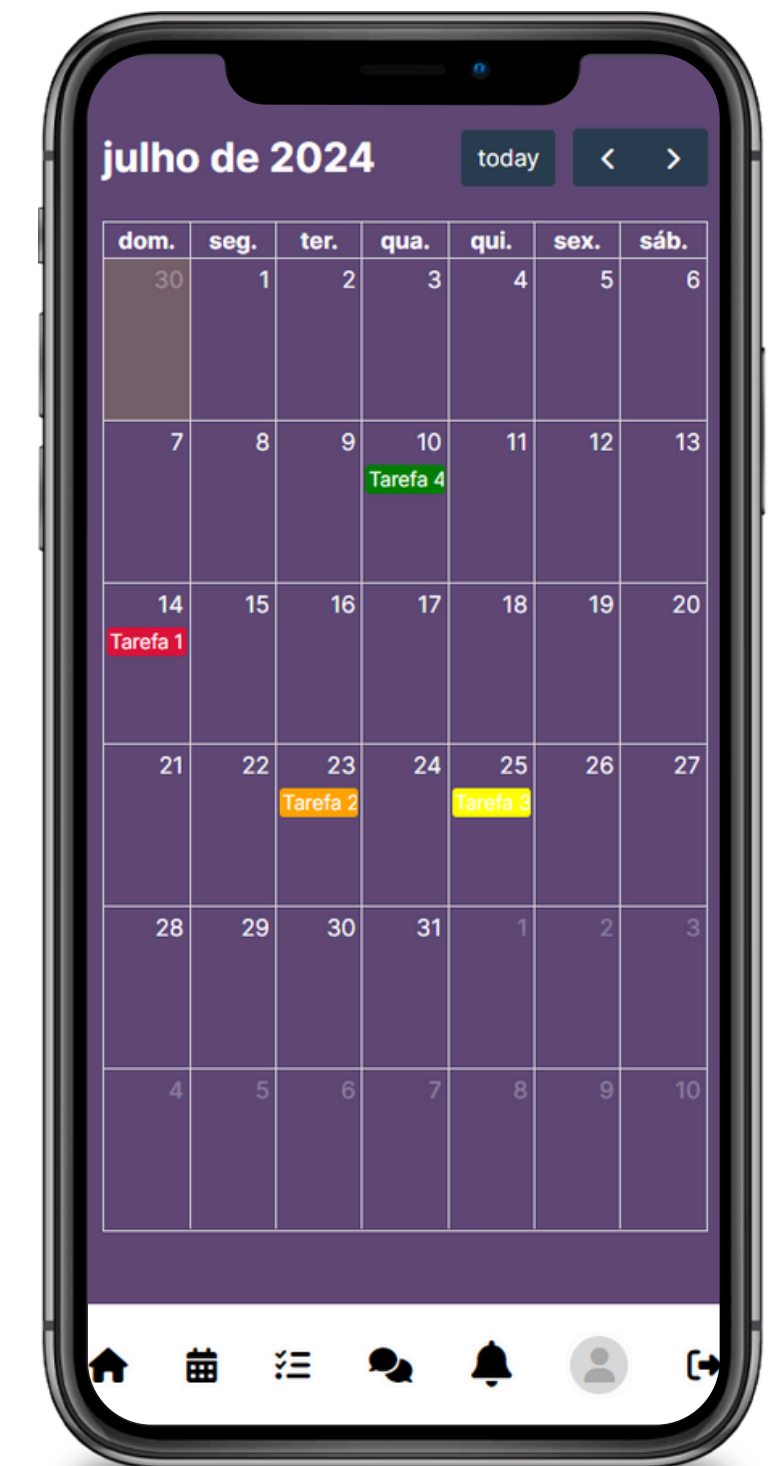 julho de 2024 today
dom. seg. ter. qua. qui. sex. sáb.
30 1 2 3 4 5 6
7 8 9 10 11 12 13
Tarefa 4
14 15 16 17 18 19 20
Tarefa 1
21 22 23 24 25 26 27
Tarefa 2 Tarefa 3
28 29 30 31 1 2 3
4 5 6 7 8 9 10